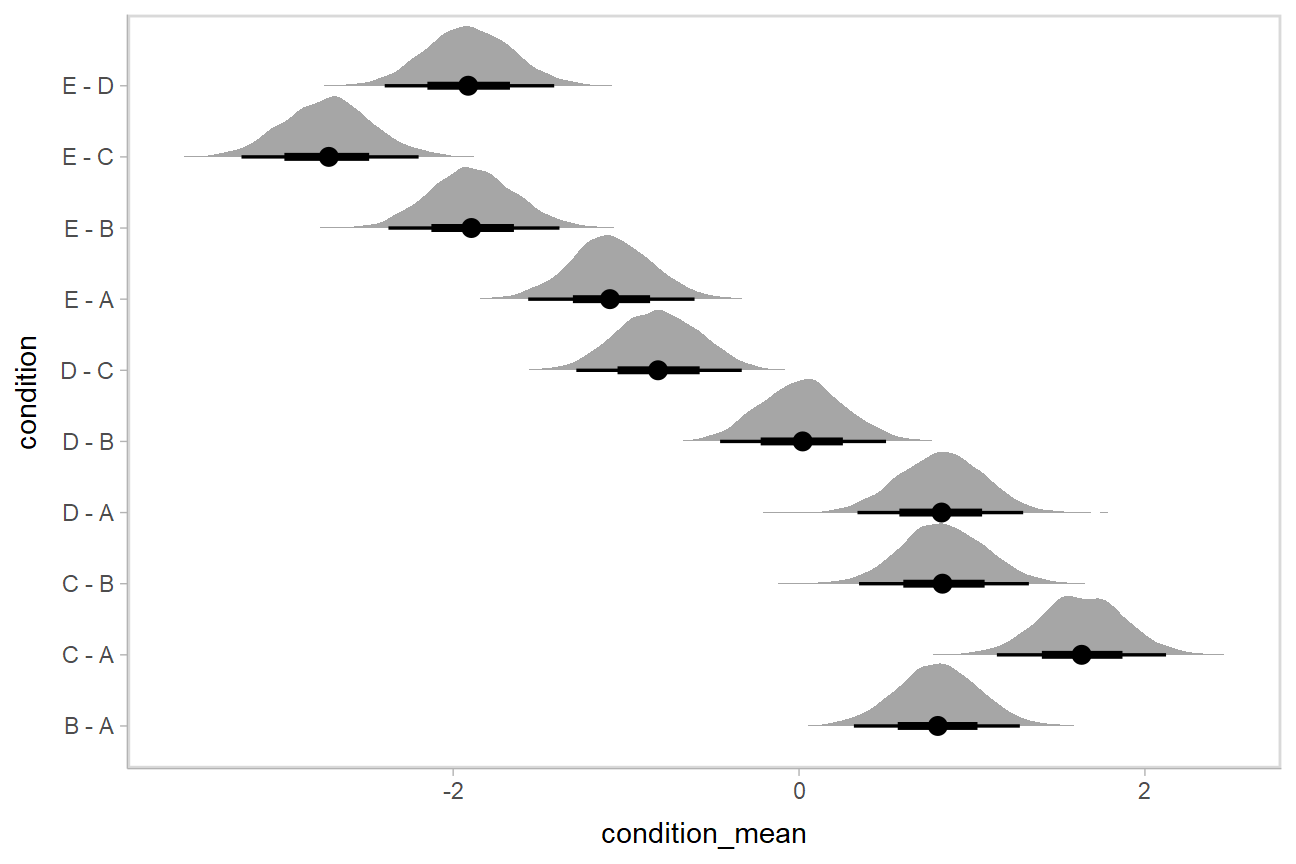 E - D
E - C
E - B
E - A
D - C
D - B
D - A
C - B
C - A
B - A
condition
-2 0 2
condition_mean